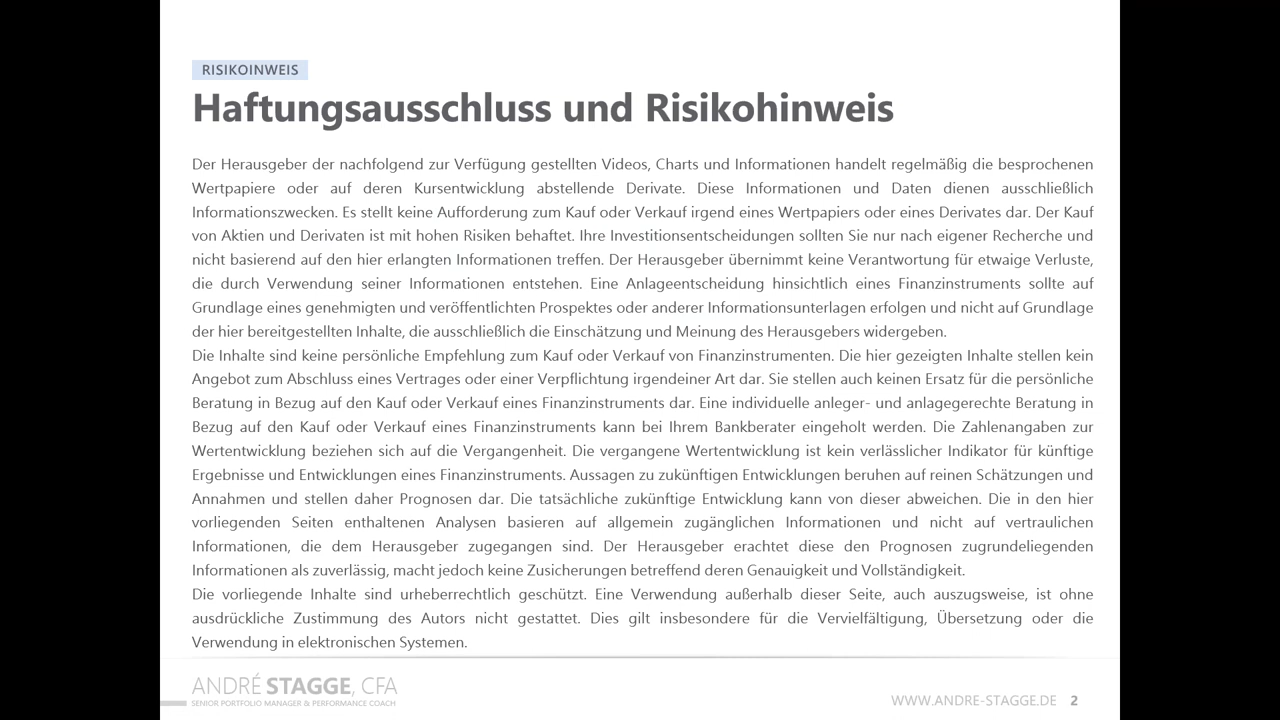 RISIKOINWEIS
Haftungsausschluss und Risikohinweis
Der Herausgeber der nachfolgend zur Verfügung gestellten Videos, Charts und Informationen handelt regelmäßig die besprochenen
Wertpapiere oder auf deren Kursentwicklung abstellende Derivate. Diese Informationen und Daten dienen ausschließlich
Informationszwecken. Es stellt keine Aufforderung zum Kauf oder Verkauf irgend eines Wertpapiers oder eines Derivates dar. Der Kauf
von Aktien und Derivaten ist mit hohen Risiken behaftet. Ihre Investitionsentscheidungen sollten Sie nur nach eigener Recherche und
nicht basierend auf den hier erlangten Informationen treffen. Der Herausgeber übernimmt keine Verantwortung für etwaige Verluste,
die durch Verwendung seiner Informationen entstehen. Eine Anlageentscheidung hinsichtlich eines Finanzinstruments sollte auf
Grundlage eines genehmigten und veröffentlichten Prospektes oder anderer Informationsunterlagen erfolgen und nicht auf Grundlage
der hier bereitgestellten Inhalte, die ausschließlich die Einschätzung und Meinung des Herausgebers widergeben.
Die Inhalte sind keine persönliche Empfehlung zum Kauf oder Verkauf von Finanzinstrumenten. Die hier gezeigten Inhalte stellen kein
Angebot zum Abschluss eines Vertrages oder einer Verpflichtung irgendeiner Art dar. Sie stellen auch keinen Ersatz für die persönliche
Beratung in Bezug auf den Kauf oder Verkauf eines Finanzinstruments dar. Eine individuelle anleger- und anlagegerechte Beratung in
Bezug auf den Kauf oder Verkauf eines Finanzinstruments kann bei Ihrem Bankberater eingeholt werden. Die Zahlenangaben zur
Wertentwicklung beziehen sich auf die Vergangenheit. Die vergangene Wertentwicklung ist kein verlässlicher Indikator für künftige
Ergebnisse und Entwicklungen eines Finanzinstruments. Aussagen zu zukünftigen Entwicklungen beruhen auf reinen Schätzungen und
Annahmen und stellen daher Prognosen dar. Die tatsächliche zukünftige Entwicklung kann von dieser abweichen. Die in den hier
vorliegenden Seiten enthaltenen Analysen basieren auf allgemein zugänglichen Informationen und nicht auf vertraulichen
Informationen, die dem Herausgeber zugegangen sind. Der Herausgeber erachtet diese den Prognosen zugrundeliegenden
Informationen als zuverlässig, macht jedoch keine Zusicherungen betreffend deren Genauigkeit und Vollständigkeit.
Die vorliegende Inhalte sind urheberrechtlich geschützt. Eine Verwendung außerhalb dieser Seite, auch auszugsweise, ist ohne
ausdrückliche Zustimmung des Autors nicht gestattet. Dies gilt insbesondere für die Vervielfältigung, Übersetzung oder die
Verwendung in elektronischen Systemen.
ANDRÉ STAGGE, CFA
SENIOR PORTFOLIO MANAGER & PERFORMANCE COACH
WWW.ANDRE-STAGGE.DE 2